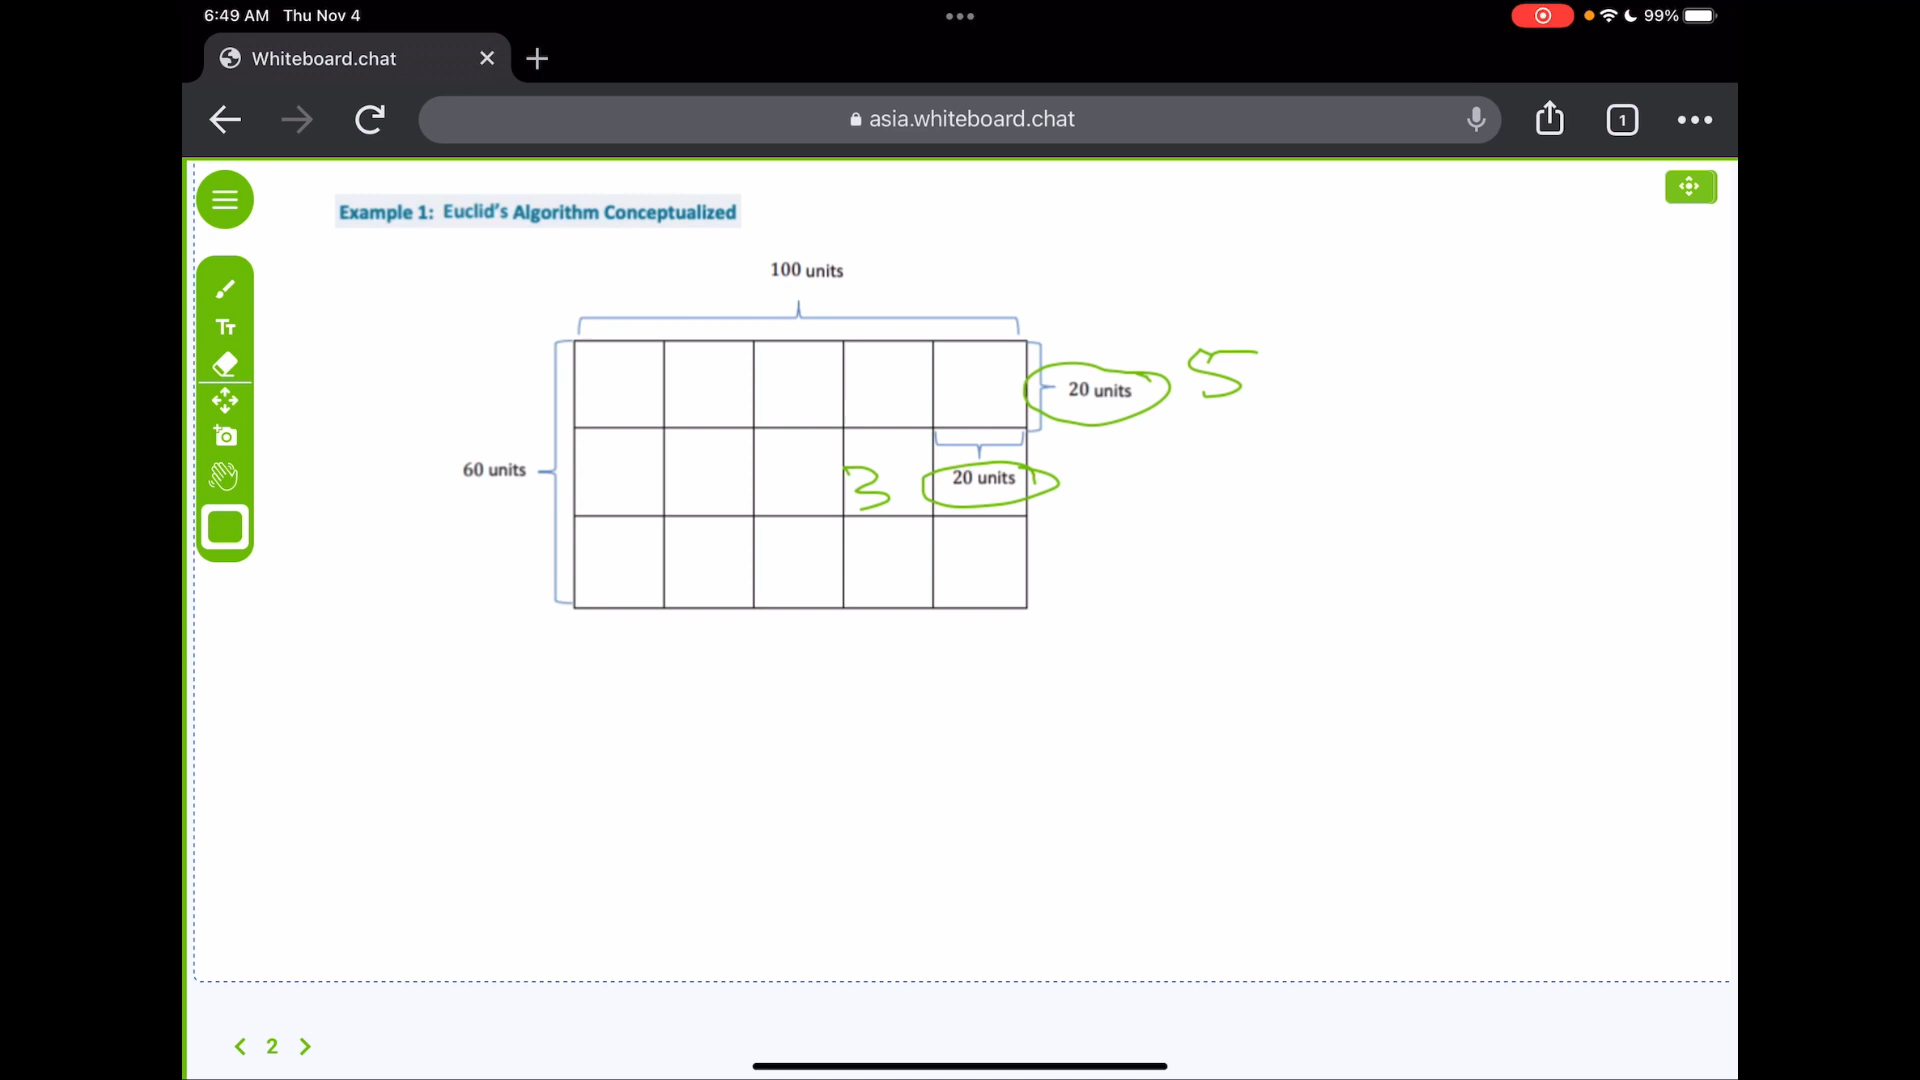 6:49 AM Thu Nov 4
99%
Whiteboard.chat
asia.whiteboard.chat
1
Example 1: Euclid's Algorithm Conceptualized
100 units
20 units
5
60 units
3
20 units
2